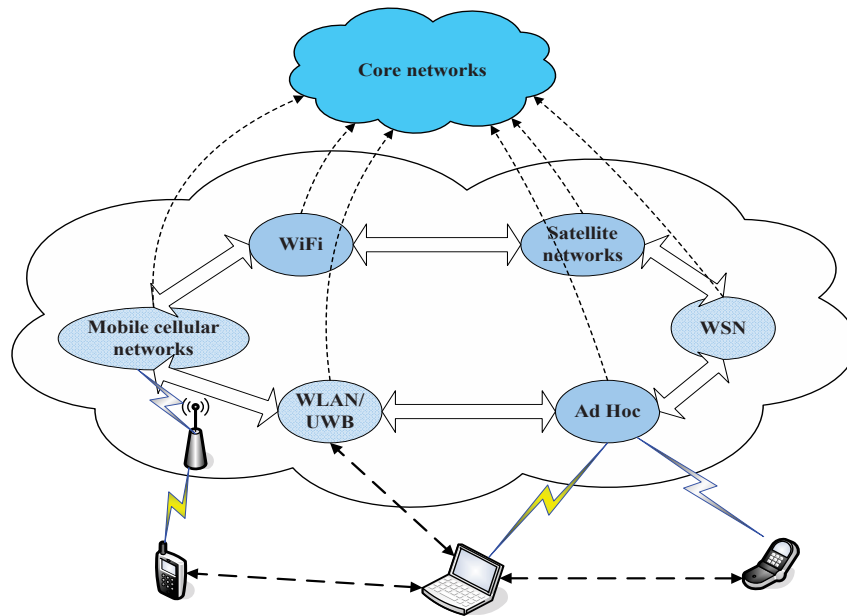 Core networks
WiFi
Satellite
networks
Mobile cellular
networks
WSN
WLAN/
UWB
Ad Hoc